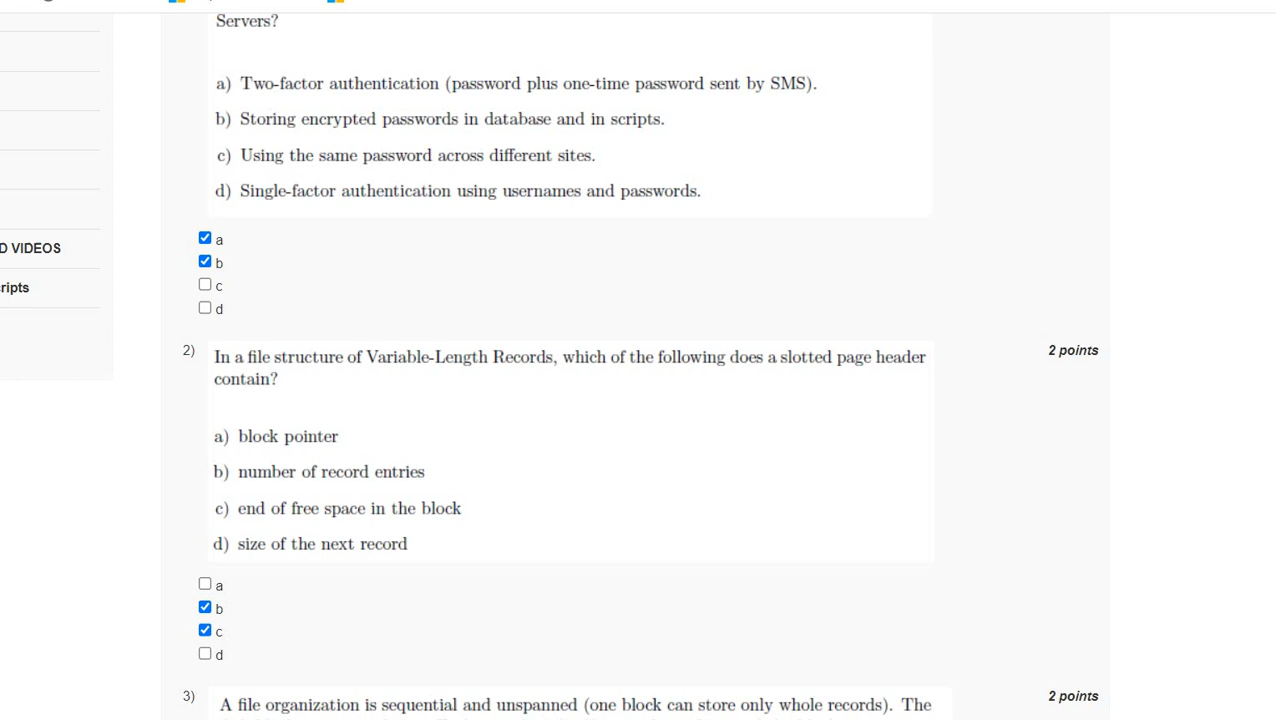 Servers?
a) Two-factor authentication (password plus one-time password sent by SMS).
b) Storing encrypted passwords in database and in scripts.
c) Using the same password across different sites.
d) Single-factor authentication using usernames and passwords.
D VIDEOS
ripts
a
b
c
d
2) In a file structure of Variable-Length Records, which of the following does a slotted page header 2 points
contain?
a) block pointer
b) number of record entries
c) end of free space in the block
d) size of the next record
a
b
c
d
3) A file organization is sequential and unspanned (one block can store only whole records). The 2 points